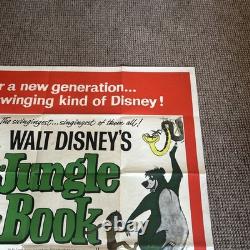 r a new generation...
swinging kind of Disney!
The swingingest...singingest of them all!
WALT DISNEY'S
Jungle
Book